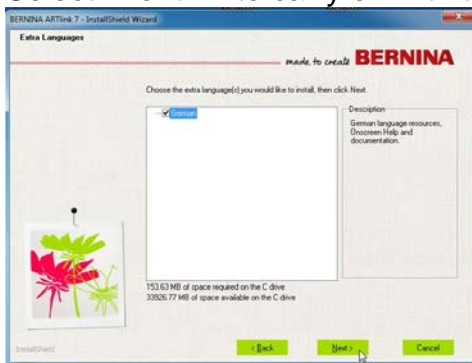 BERNINA ARTlink 7 - InstallShield Wizard
Extra Languages
made to create BERNINA
Choose the extra language(s) you would like to install, then click Next.
German
Description
German language resources,
Onscreen Help and
documentation.
153.63 MB of space required on the C drive
33926.77 MB of space available on the C drive
InstallShield
< Back
Next >
Cancel